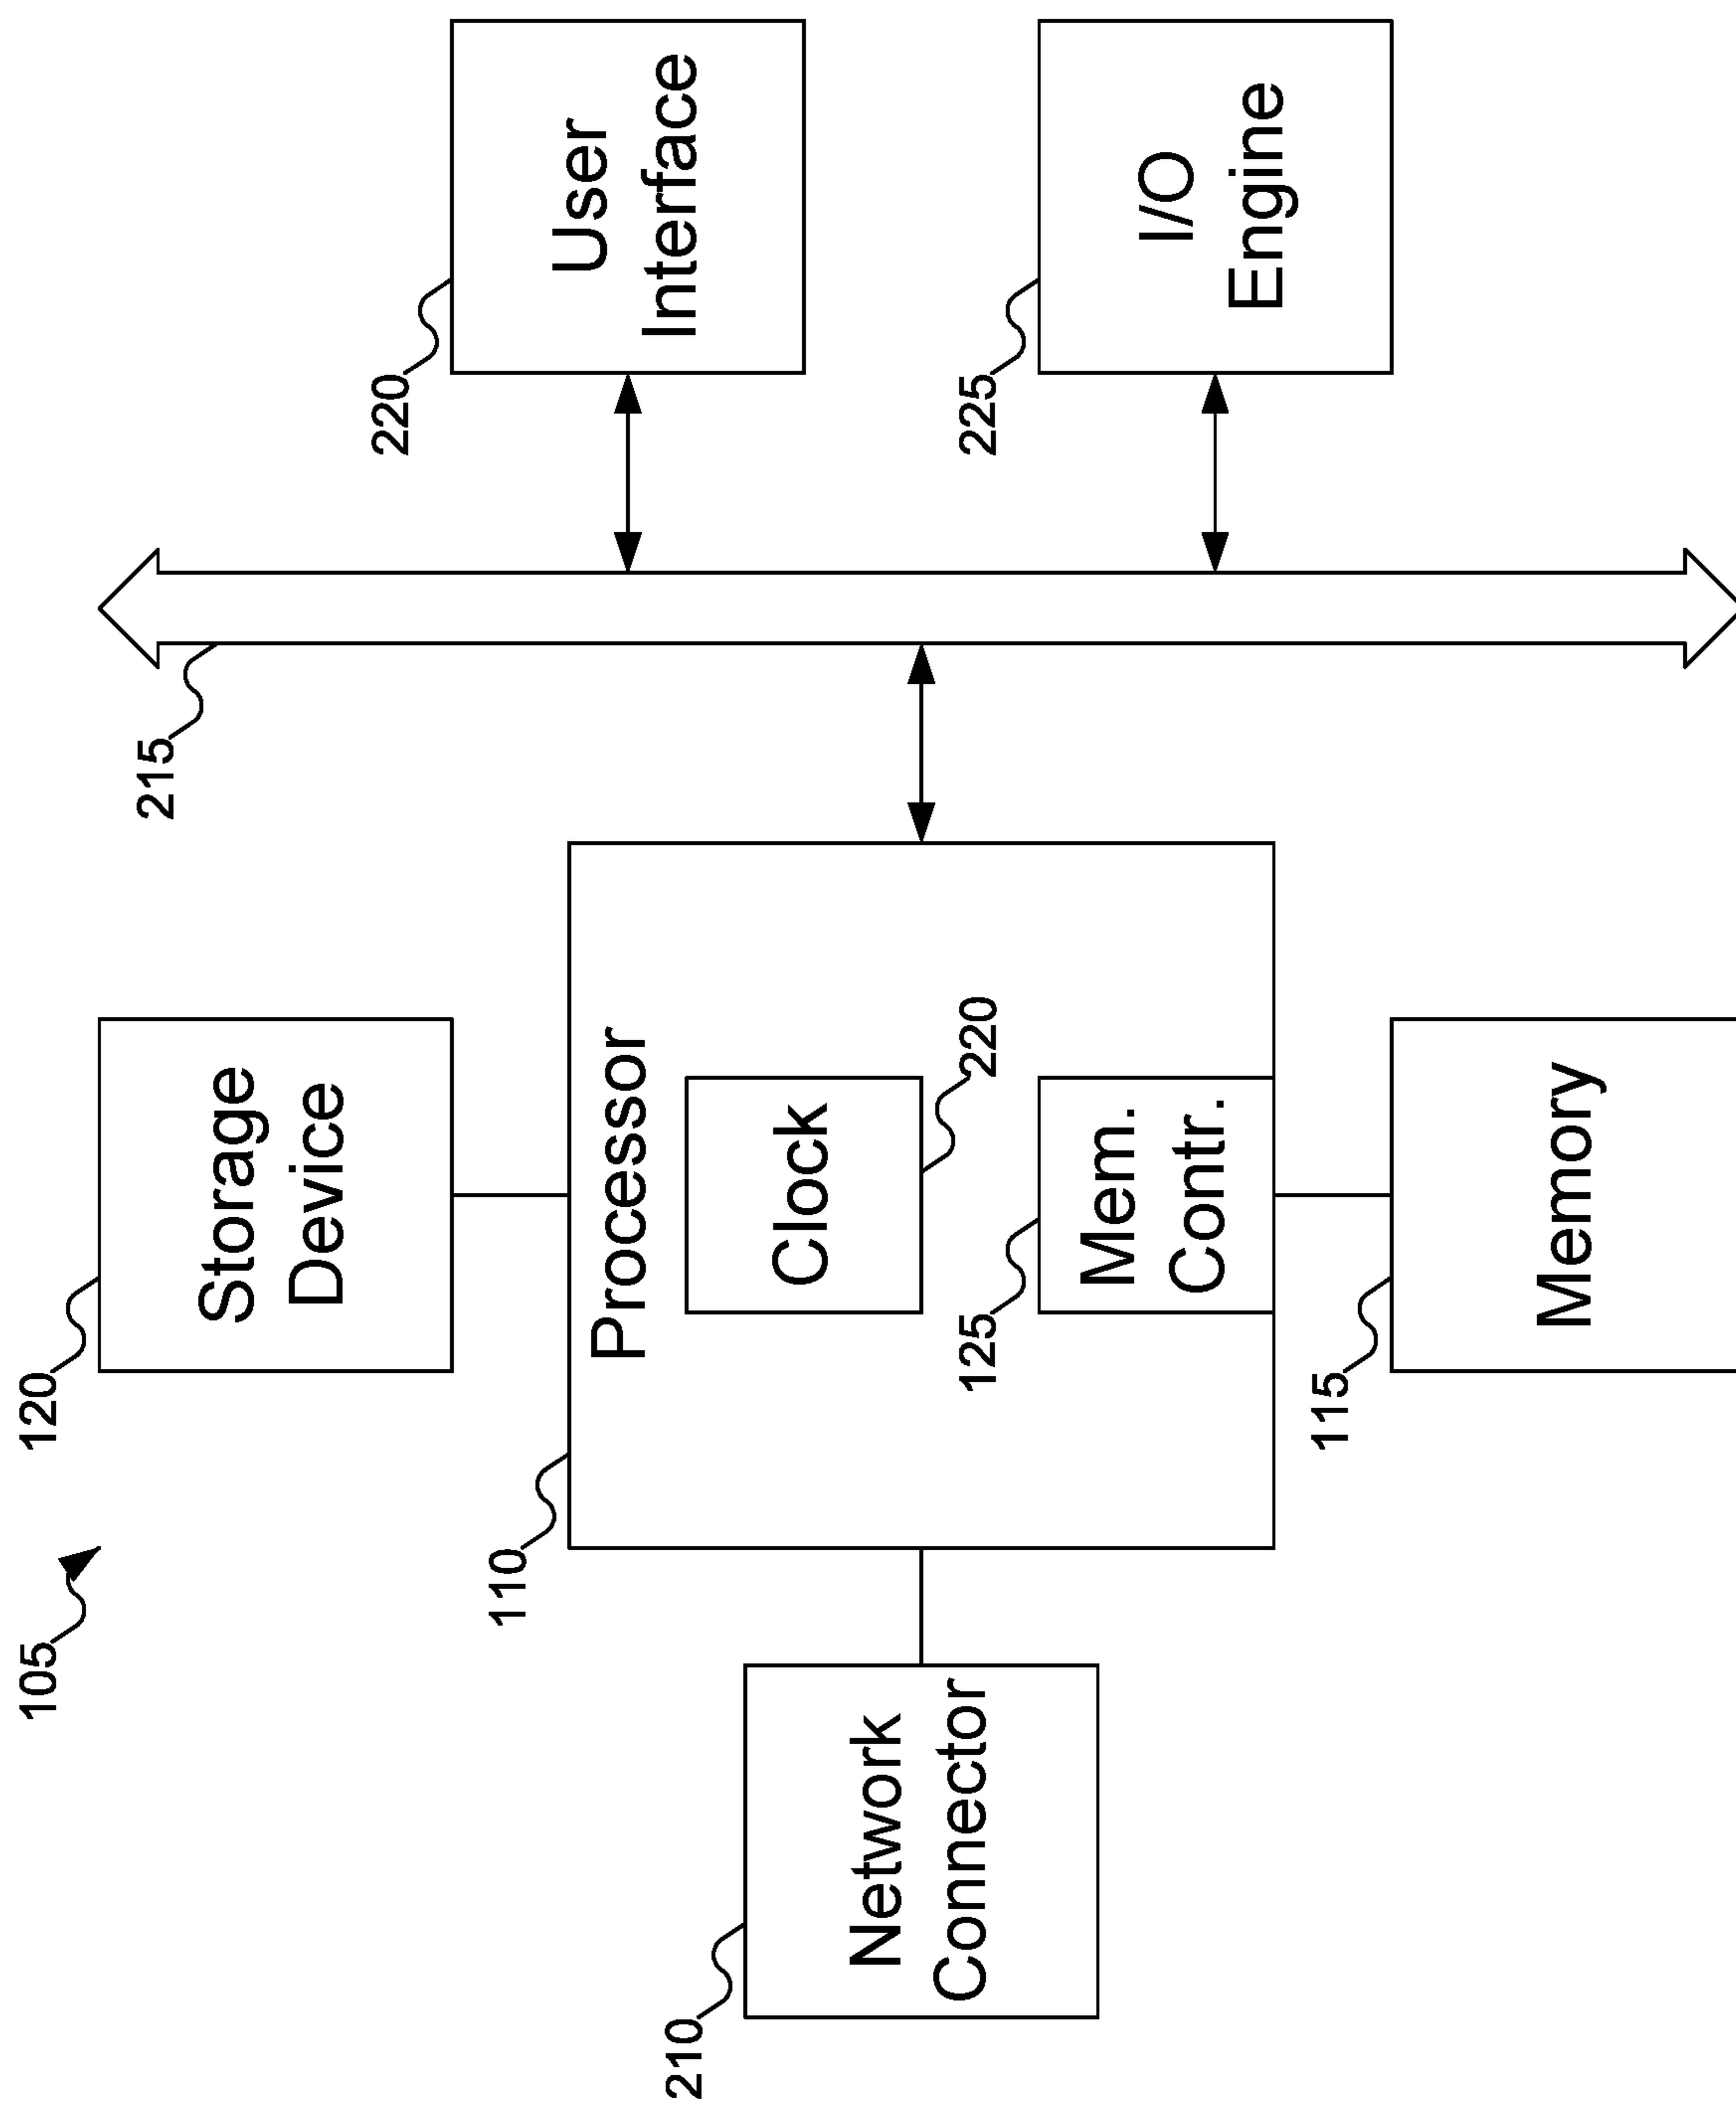 105
120
Storage
Device
110
Processor
Clock
220
125
Mem.
Contr.
115
Memory
210
Network
Connector
215
220
User
Interface
225
I/O
Engine